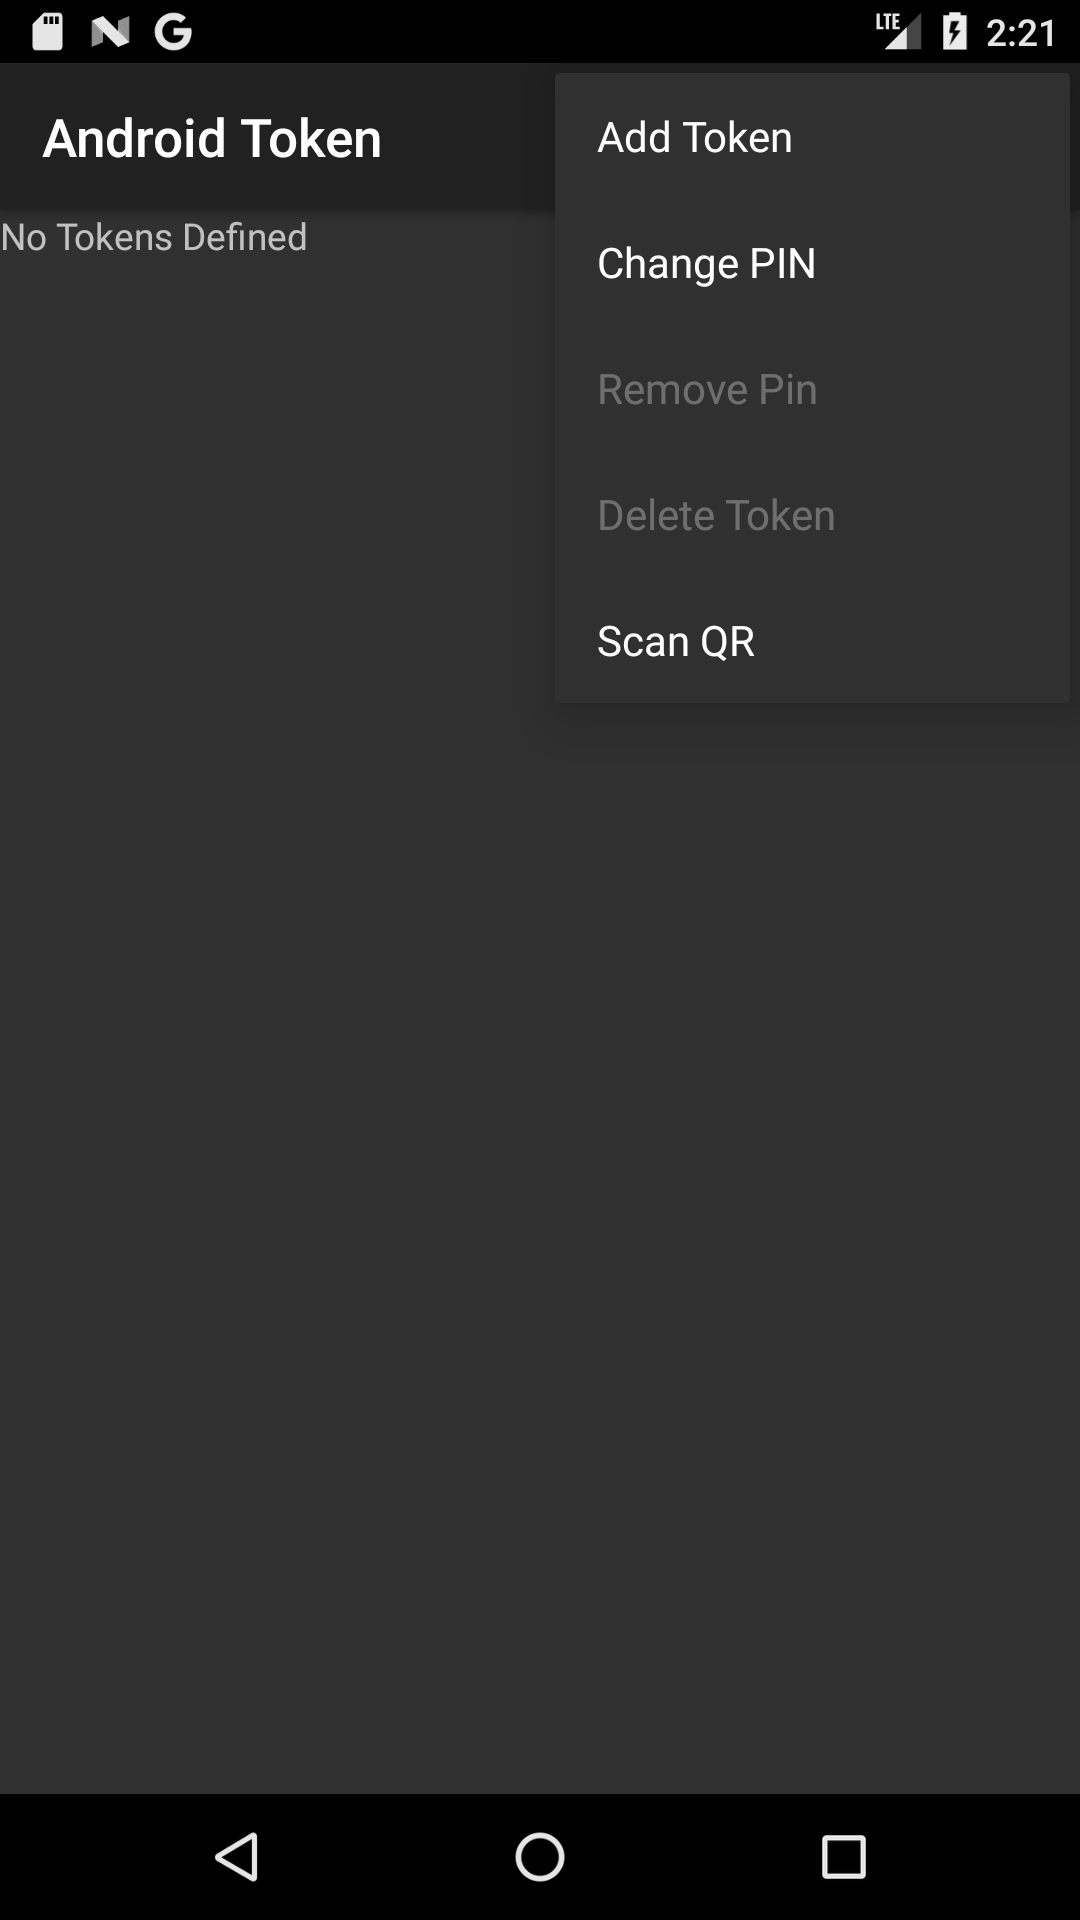 LTE 2:21
Android Token
No Tokens Defined
Add Token
Change PIN
Remove Pin
Delete Token
Scan QR